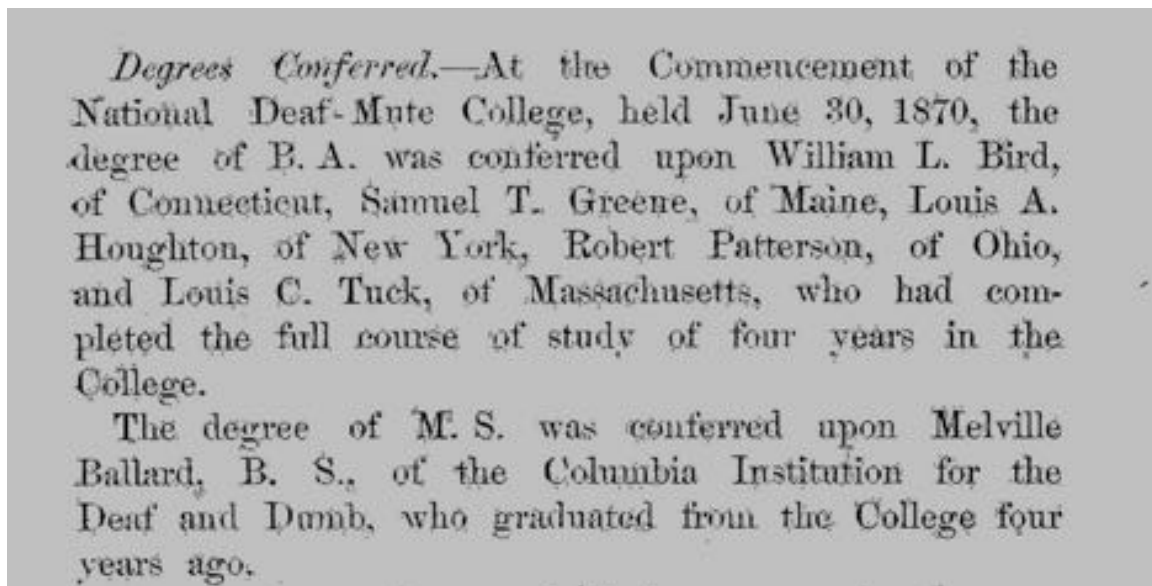 Degrees Conferred.—At the Commencement of the
National Deaf-Mute College, held June 30, 1870, the
degree of B. A. was conferred upon William L. Bird,
of Connecticut, Samuel T. Greene, of Maine, Louis A.
Houghton, of New York, Robert Patterson, of Ohio,
and Louis C. Tuck, of Massachusetts, who had com-
pleted the full course of study of four years in the
College.
The degree of M. S. was conferred upon Melville
Ballard, B. S., of the Columbia Institution for the
Deaf and Dumb, who graduated from the College four
years ago.